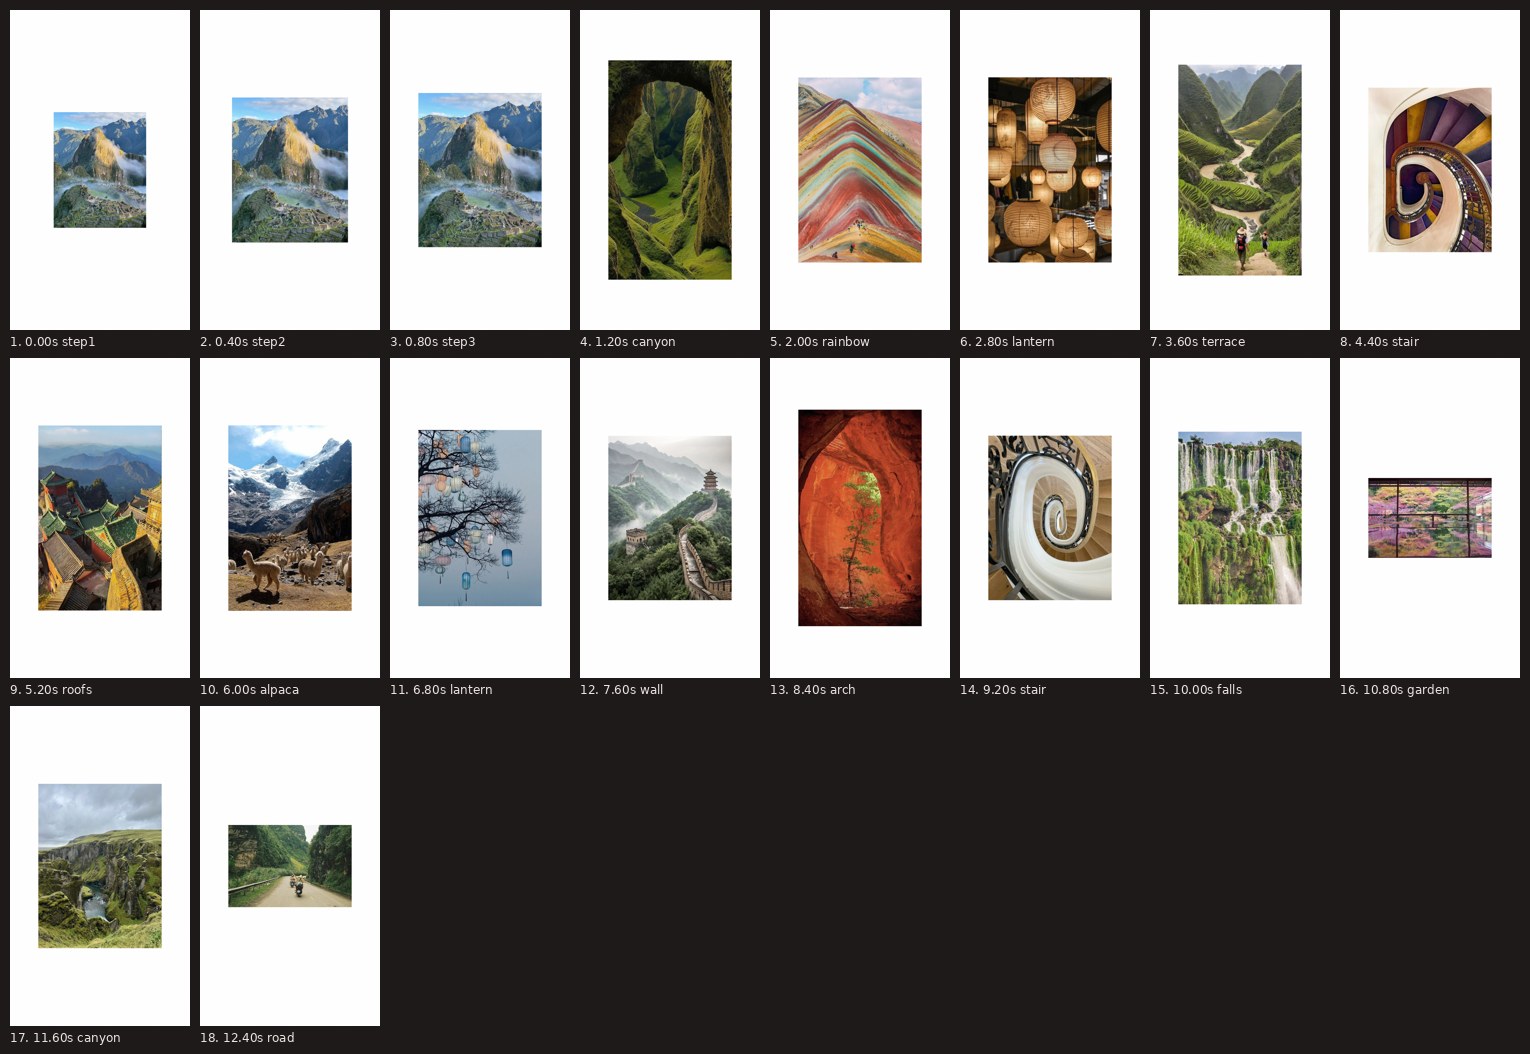 1. 0.00s step1
2. 0.40s step2
3. 0.80s step3
4. 1.20s canyon
5. 2.00s rainbow
6. 2.80s lantern
7. 3.60s terrace
8. 4.40s stair
9. 5.20s roofs
10. 6.00s alpaca
11. 6.80s lantern
12. 7.60s wall
13. 8.40s arch
14. 9.20s stair
15. 10.00s falls
16. 10.80s garden
17. 11.60s canyon
18. 12.40s road